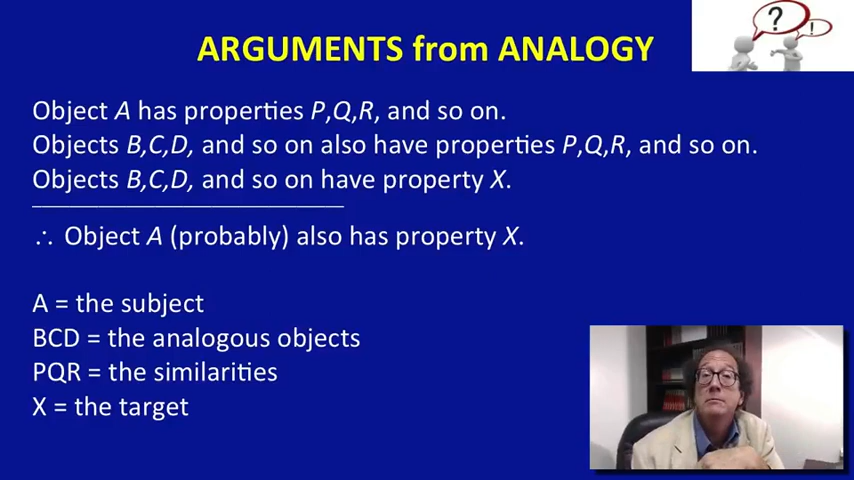 ARGUMENTS from ANALOGY
? !
Object A has properties P,Q,R, and so on.
Objects B,C,D, and so on also have properties P,Q,R, and so on.
Objects B,C,D, and so on have property X.
∴ Object A (probably) also has property X.
A = the subject
BCD = the analogous objects
PQR = the similarities
X = the target